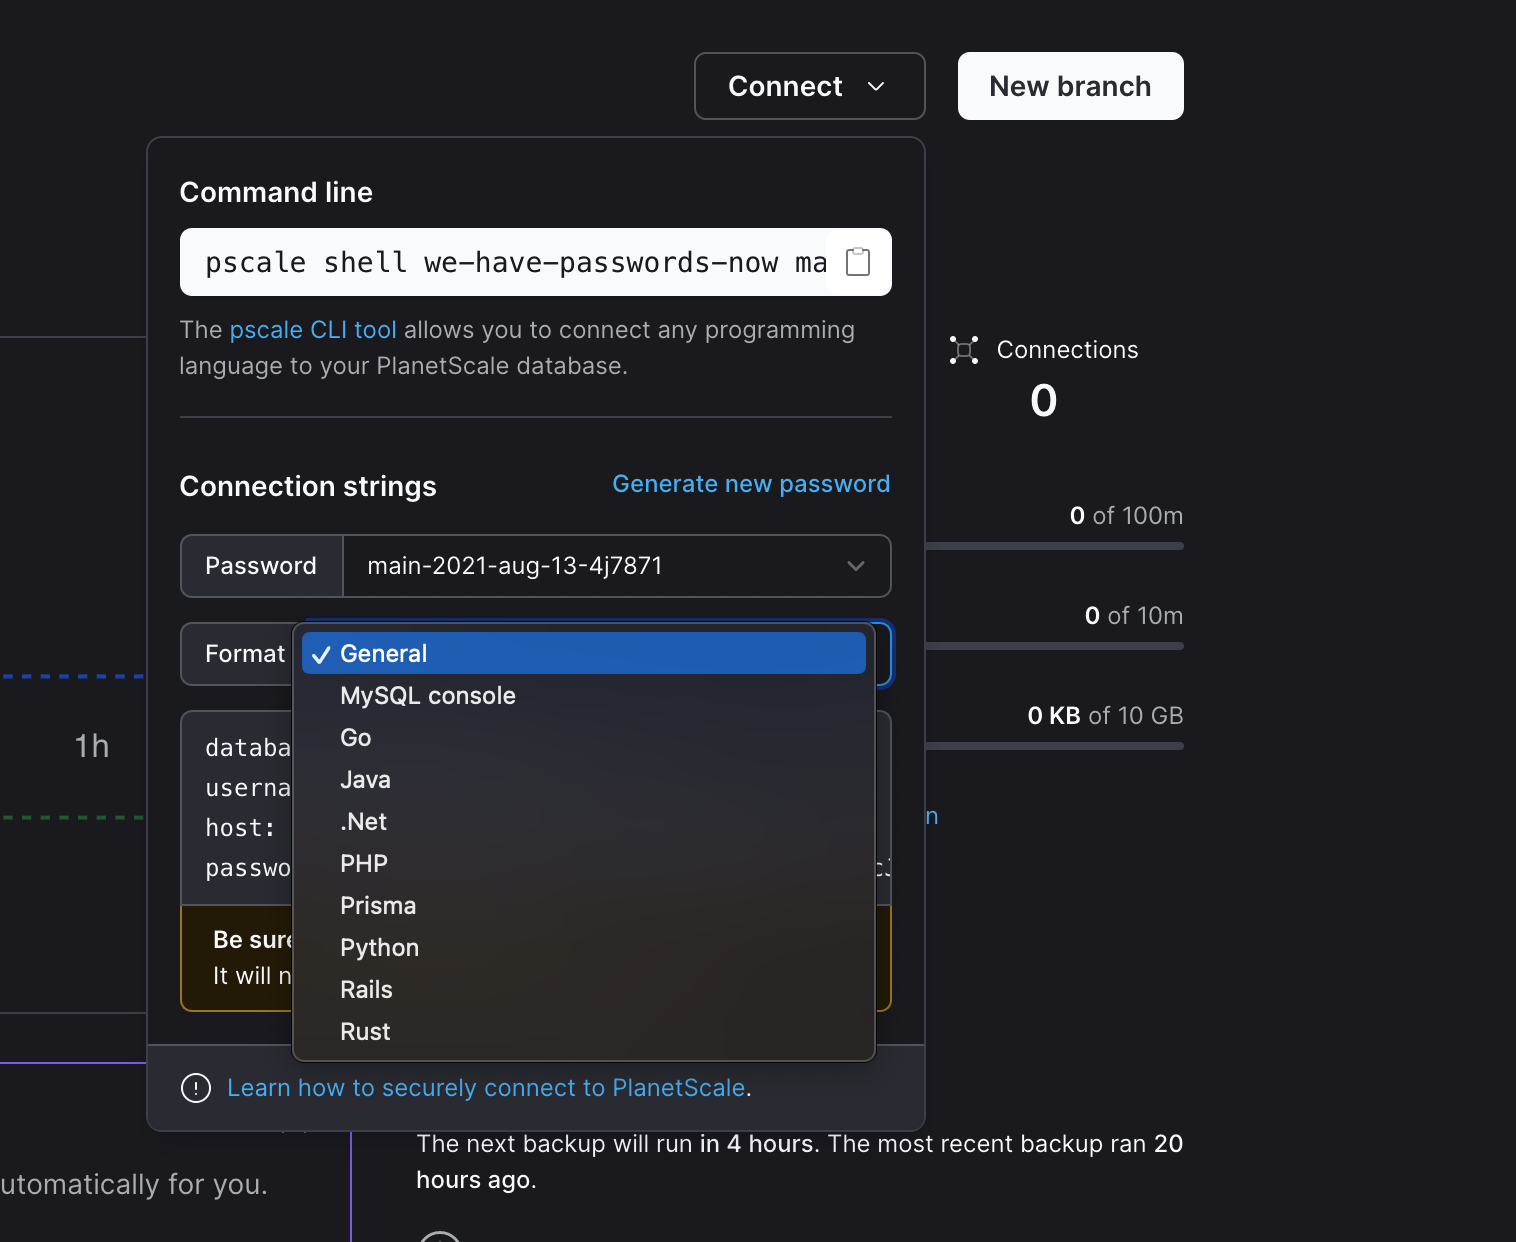 Connect
New branch
Command line
pscale shell we-have-passwords-now ma
The pscale CLI tool allows you to connect any programming
language to your PlanetScale database.
Connections
0
Connection strings
Generate new password
0 of 100m
Password
main-2021-aug-13-4j7871
0 of 10m
Format
General
MySQL console
0 KB of 10 GB
Go
1h
databa
Java
userna
.Net
host:
n
PHP
passwo
Prisma
Be sure
Python
It will n
Rails
Rust
Learn how to securely connect to PlanetScale.
The next backup will run in 4 hours. The most recent backup ran 20
hours ago.
utomatically for you.